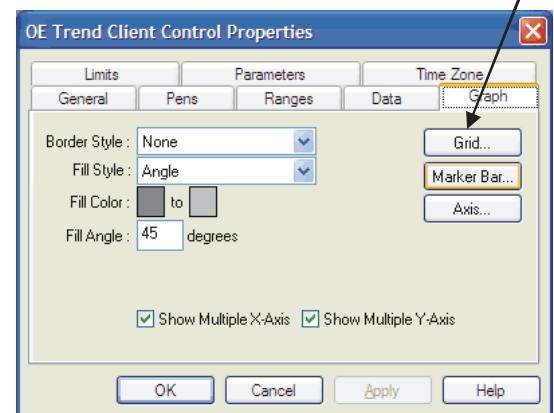 OE Trend Client Control Properties
Limits Parameters Time Zone
General Pens Ranges Data Graph
Border Style : None Grid...
Fill Style : Angle Marker Bar...
Fill Color : to Axis...
Fill Angle : 45 degrees
Show Multiple X-Axis Show Multiple Y-Axis
OK Cancel Apply Help